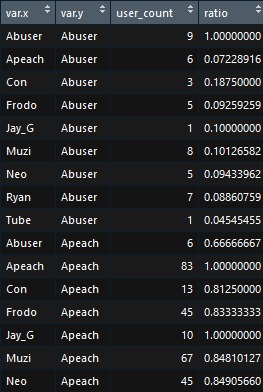 var.x var.y user_count ratio
Abuser Abuser 9 1.00000000
Apeach Abuser 6 0.07228916
Con Abuser 3 0.18750000
Frodo Abuser 5 0.09259259
Jay_G Abuser 1 0.10000000
Muzi Abuser 8 0.10126582
Neo Abuser 5 0.09433962
Ryan Abuser 7 0.08860759
Tube Abuser 1 0.04545455
Abuser Apeach 6 0.66666667
Apeach Apeach 83 1.00000000
Con Apeach 13 0.81250000
Frodo Apeach 45 0.83333333
Jay_G Apeach 10 1.00000000
Muzi Apeach 67 0.84810127
Neo Apeach 45 0.84905660